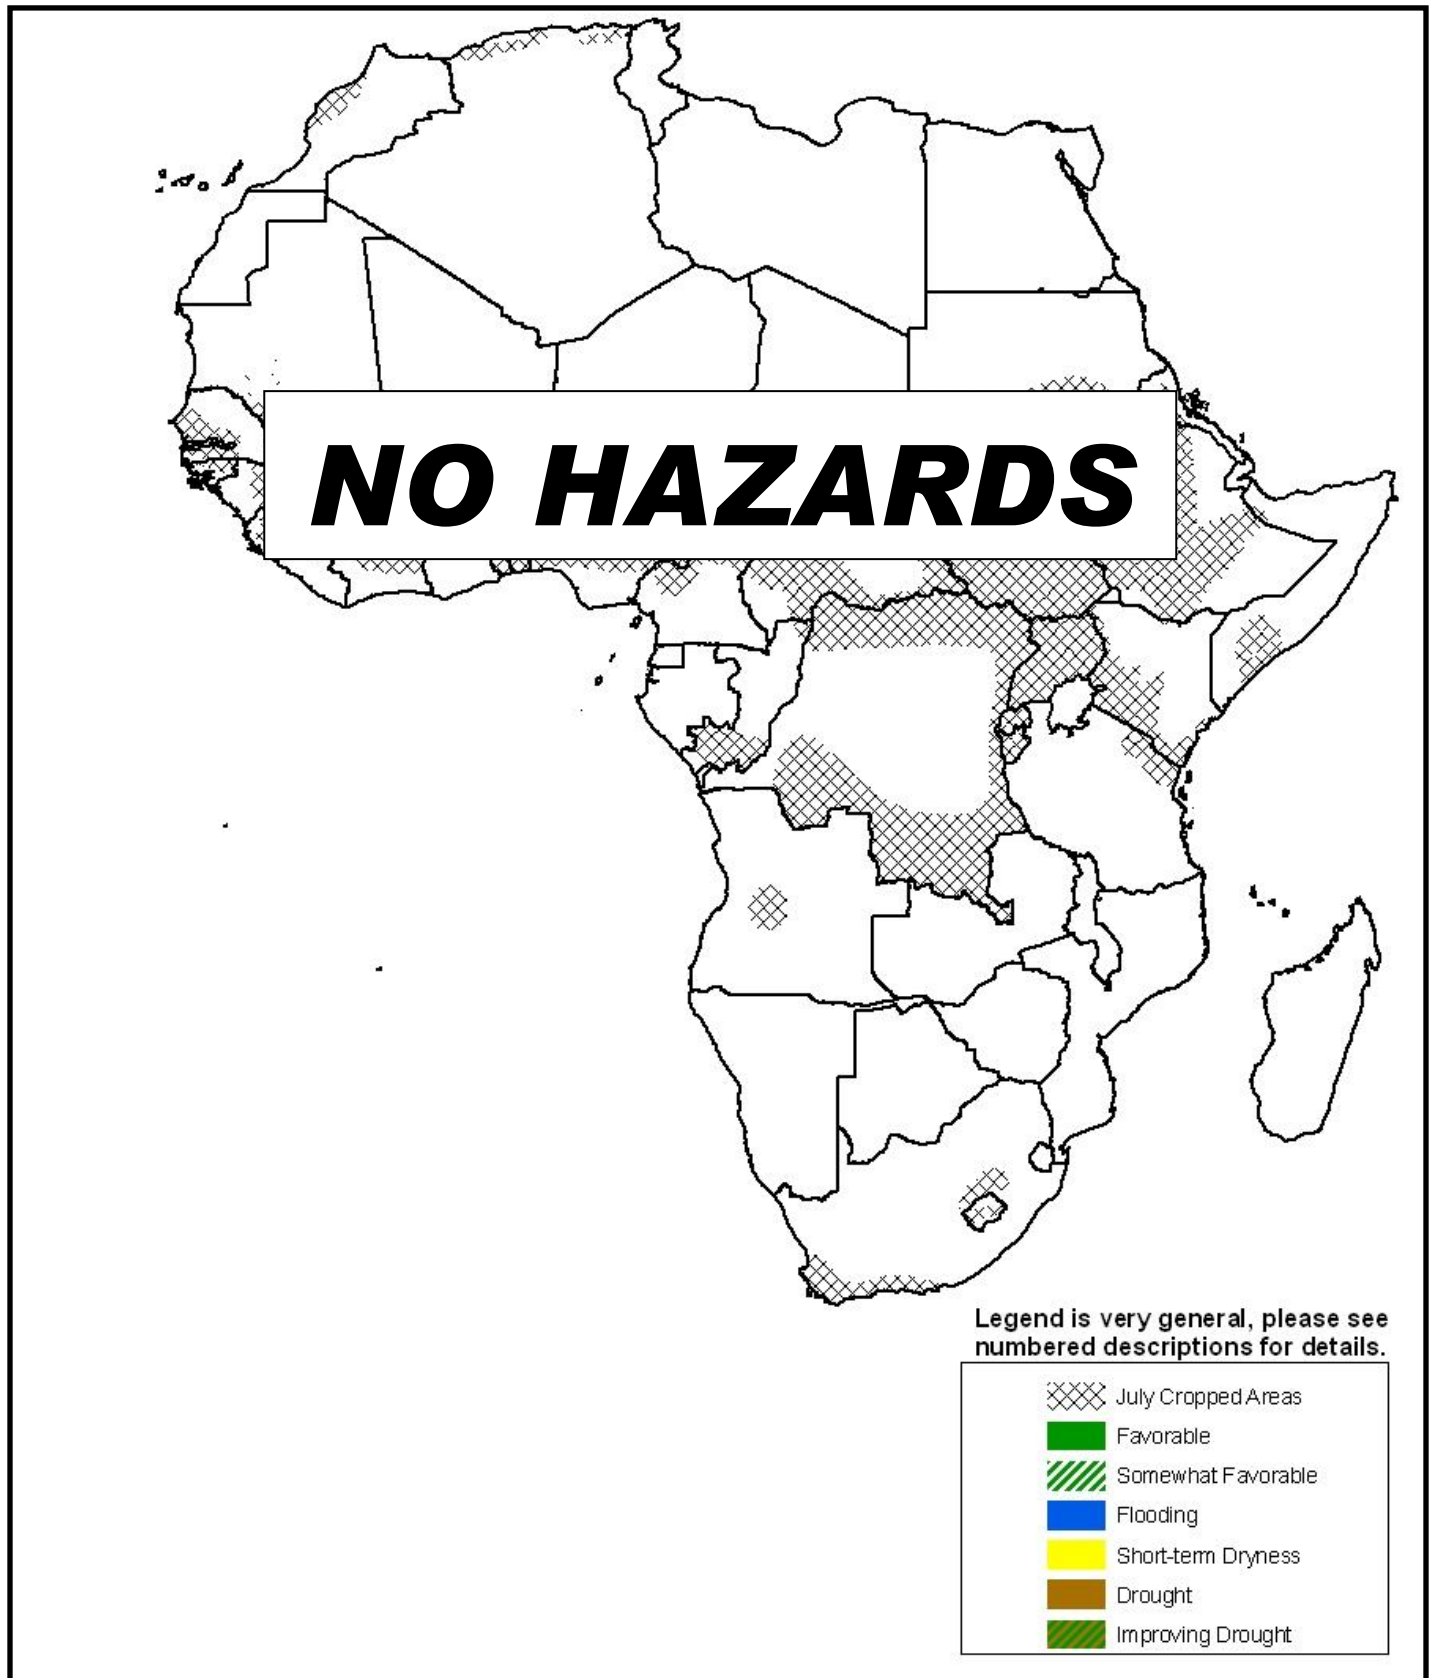 NO HAZARDS
Legend is very general, please see
numbered descriptions for details.
July Cropped Areas
Favorable
Somewhat Favorable
Flooding
Short-term Dryness
Drought
Improving Drought